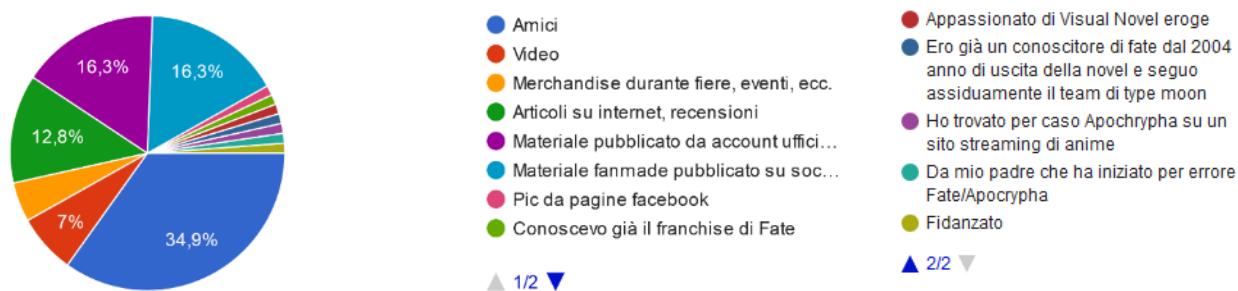 16,3%
16,3%
12,8%
7%
34,9%
Amici
Video
Merchandise durante fiere, eventi, ecc.
Articoli su internet, recensioni
Materiale pubblicato da account uffici...
Materiale fanmade pubblicato su soc...
Pic da pagine facebook
Conoscevo già il franchise di Fate
1/2
Appassionato di Visual Novel eroge
Ero già un conoscitore di fate dal 2004
anno di uscita della novel e seguo
assiduamente il team di type moon
Ho trovato per caso Apochrypha su un
sito streaming di anime
Da mio padre che ha iniziato per errore
Fate/Apocrypha
Fidanzato
2/2